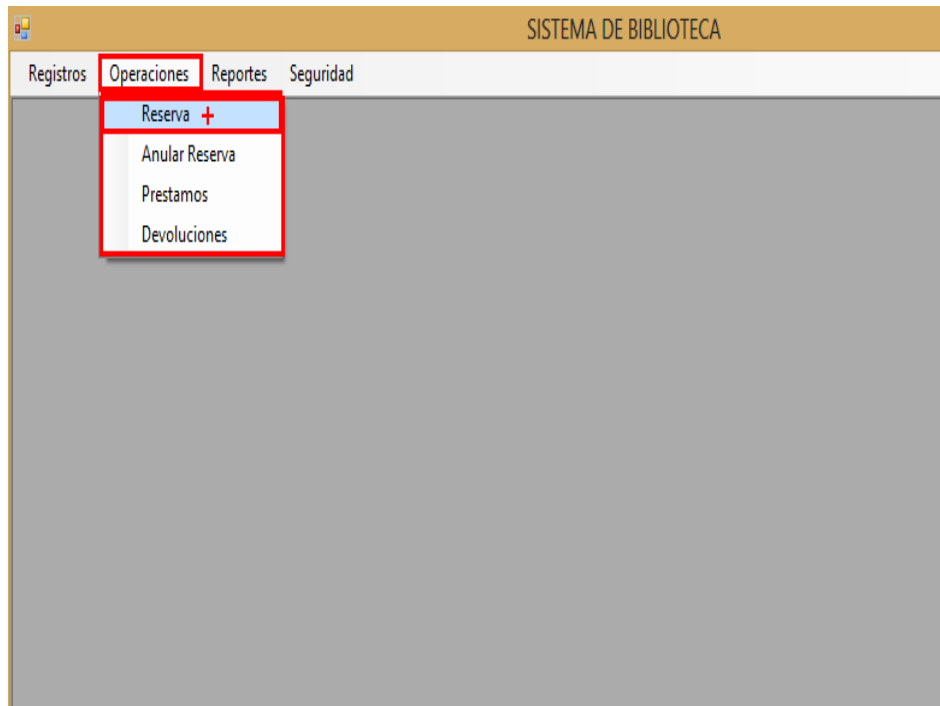 SISTEMA DE BIBLIOTECA
Registros Operaciones Reportes Seguridad
Reserva
Anular Reserva
Prestamos
Devoluciones